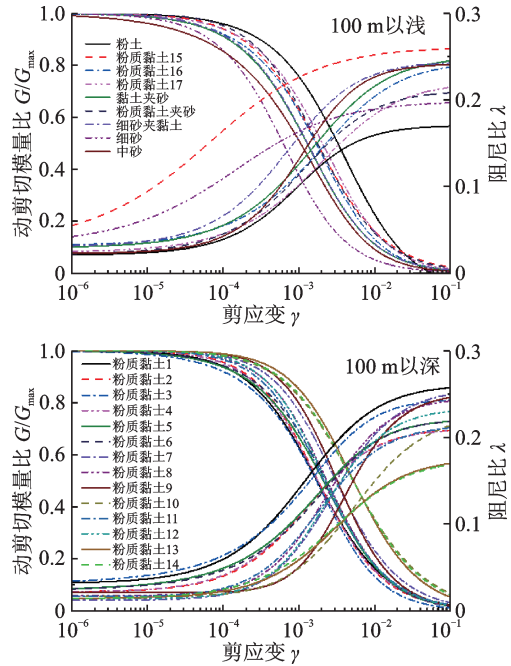 100 m以浅
动剪切模量比 G/Gmax
1.0
0.8
0.6
0.4
0.2
0
粉土
粉质黏土15
粉质黏土16
粉质黏土17
黏土夹砂
粉质黏土夹砂
细砂夹黏土
细砂
中砂
0.3
0.2
0.1
0
阻尼比 λ
10⁻⁶ 10⁻⁵ 10⁻⁴ 10⁻³ 10⁻² 10⁻¹
剪应变 γ
100 m以深
动剪切模量比 G/Gmax
1.0
0.8
0.6
0.4
0.2
0
粉质黏土1
粉质黏土2
粉质黏土3
粉质黏士4
粉质黏土5
粉质黏土6
粉质黏土7
粉质黏土8
粉质黏土9
粉质黏土10
粉质黏土11
粉质黏土12
粉质黏土13
粉质黏土14
0.3
0.2
0.1
0
阻尼比 λ
10⁻⁶ 10⁻⁵ 10⁻⁴ 10⁻³ 10⁻² 10⁻¹
剪应变 γ